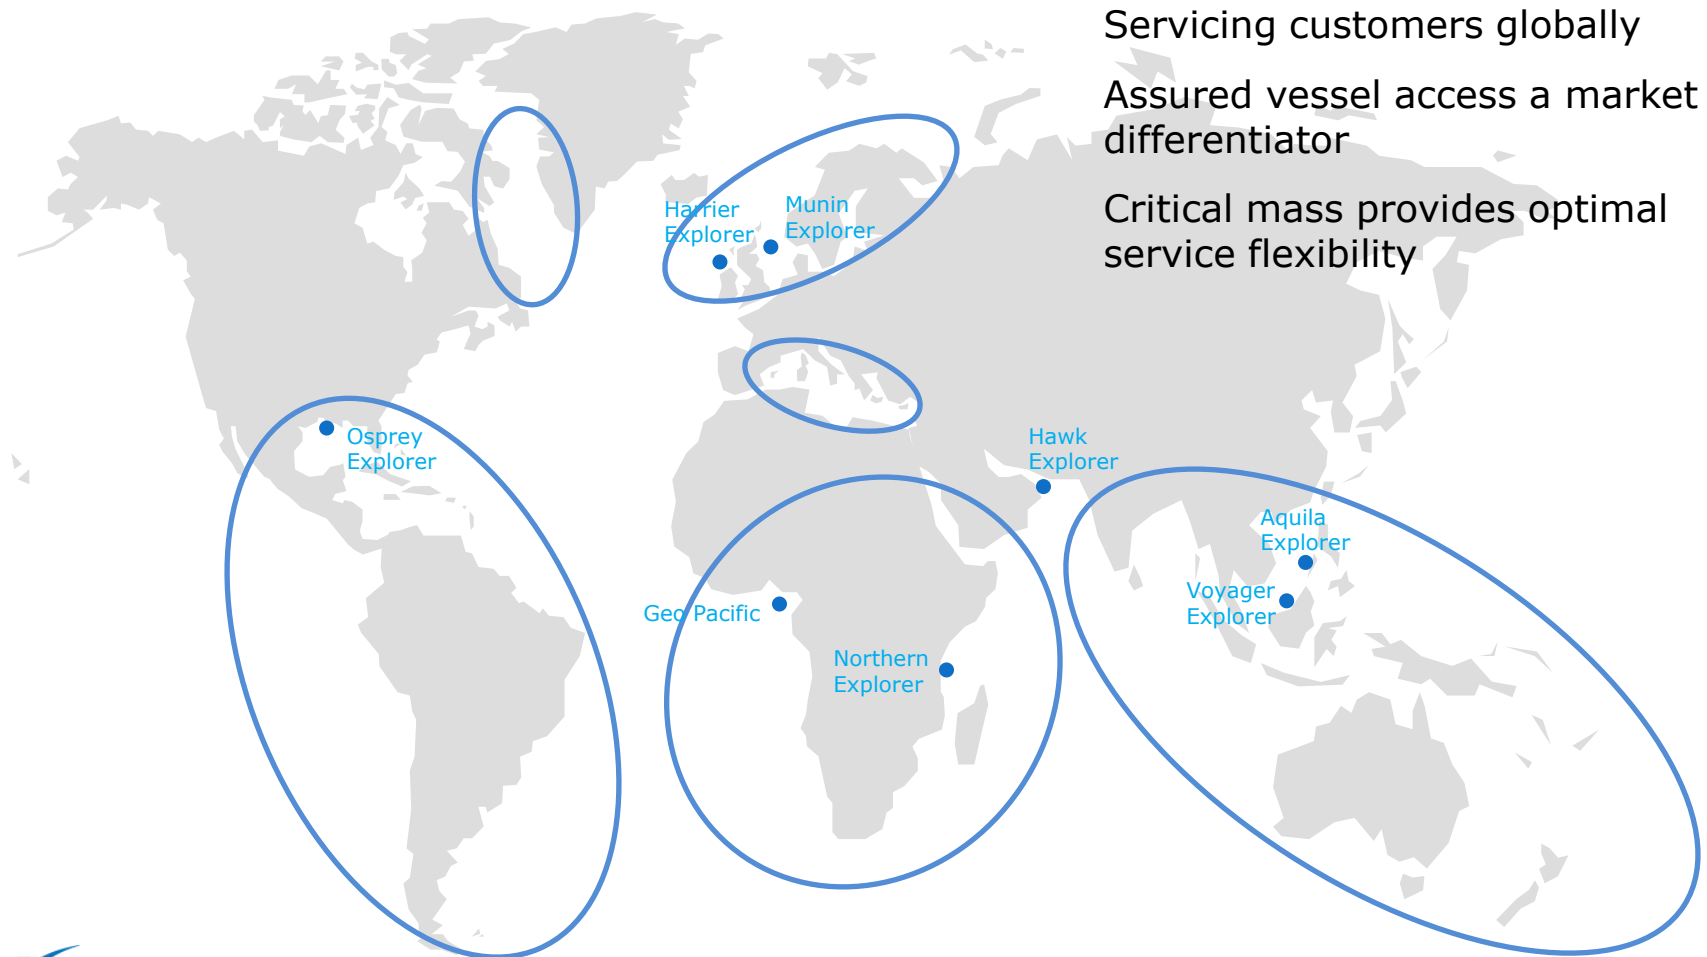 Servicing customers globally
Assured vessel access a market
differentiator
Critical mass provides optimal
service flexibility
Harrier
Explorer
Munin
Explorer
Osprey
Explorer
Hawk
Explorer
Aquila
Explorer
Voyager
Explorer
Geo Pacific
Northern
Explorer